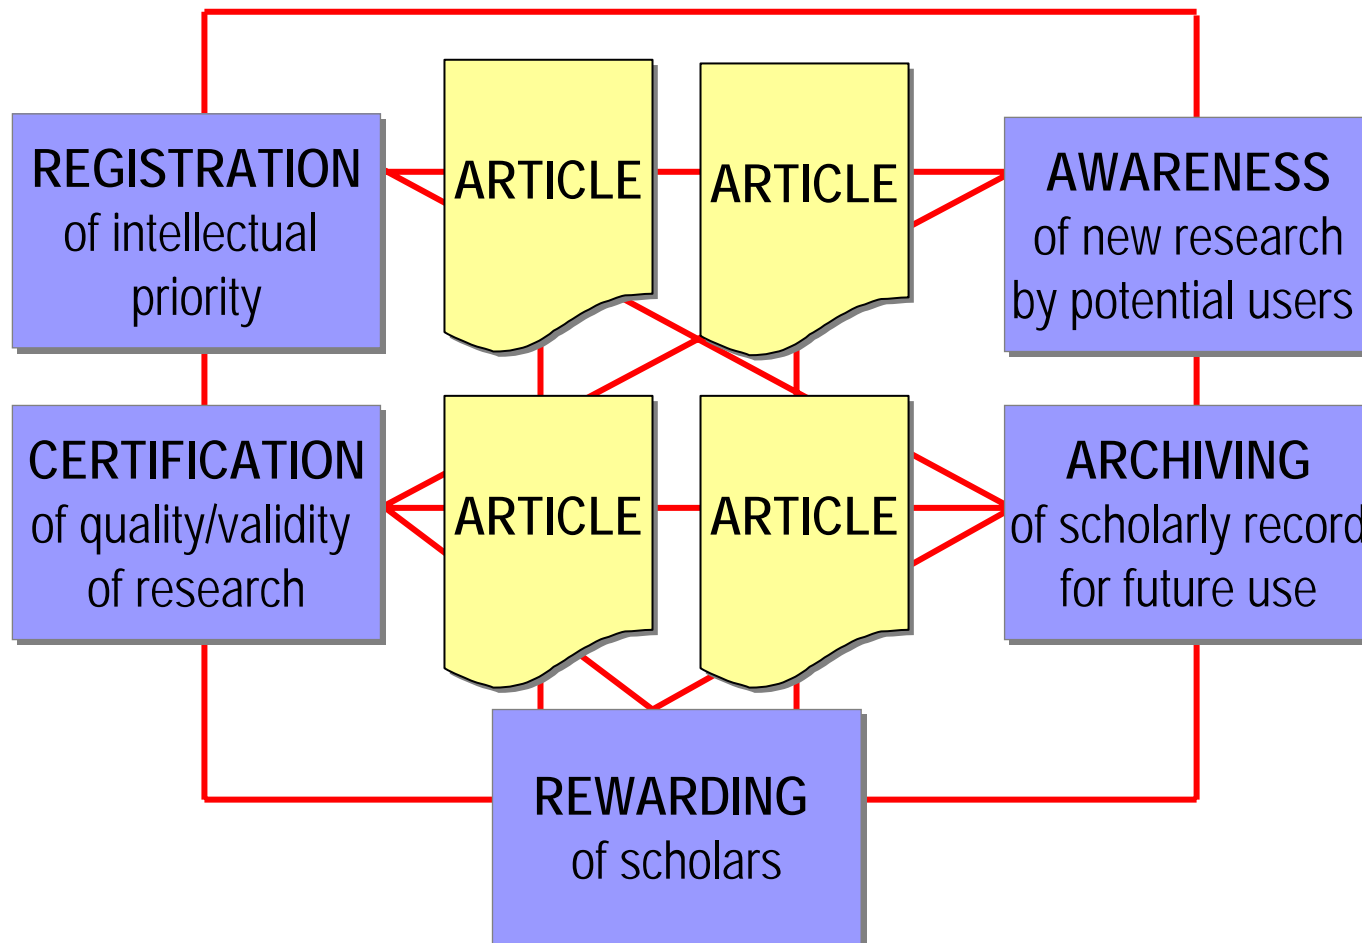 REGISTRATION
of intellectual
priority
ARTICLE
ARTICLE
AWARENESS
of new research
by potential users
CERTIFICATION
of quality/validity
of research
ARTICLE
ARTICLE
ARCHIVING
of scholarly record
for future use
REWARDING
of scholars